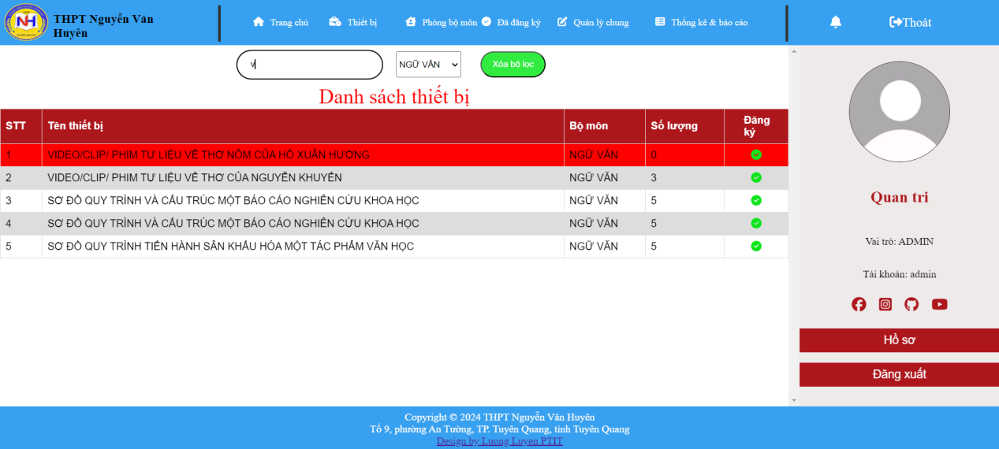 THPT Nguyễn Văn Huyên
Trang chủ Thiết bị Phòng bộ môn Đã đăng ký Quản lý chung Thống kê & báo cáo Thoát
v NGỮ VĂN Xóa bộ lọc
Danh sách thiết bị
STT Tên thiết bị Bộ môn Số lượng Đăng ký
1 VIDEO/CLIP/ PHIM TƯ LIỆU VỀ THƠ NÔM CỦA HỒ XUÂN HƯƠNG NGỮ VĂN 0
2 VIDEO/CLIP/ PHIM TƯ LIỆU VỀ THƠ CỦA NGUYỄN KHUYẾN NGỮ VĂN 3
3 SƠ ĐỒ QUY TRÌNH VÀ CẤU TRÚC MỘT BÁO CÁO NGHIÊN CỨU KHOA HỌC NGỮ VĂN 5
4 SƠ ĐỒ QUY TRÌNH VÀ CẤU TRÚC MỘT BÁO CÁO NGHIÊN CỨU KHOA HỌC NGỮ VĂN 5
5 SƠ ĐỒ QUY TRÌNH TIẾN HÀNH SÂN KHẤU HÓA MỘT TÁC PHẨM VĂN HỌC NGỮ VĂN 5
Quan tri
Vai trò: ADMIN
Tài khoản: admin
Hồ sơ
Đăng xuất
Copyright © 2024 THPT Nguyễn Văn Huyên
Tổ 9, phường An Tường, TP. Tuyên Quang, tỉnh Tuyên Quang
Design by Luong Luyen PTIT